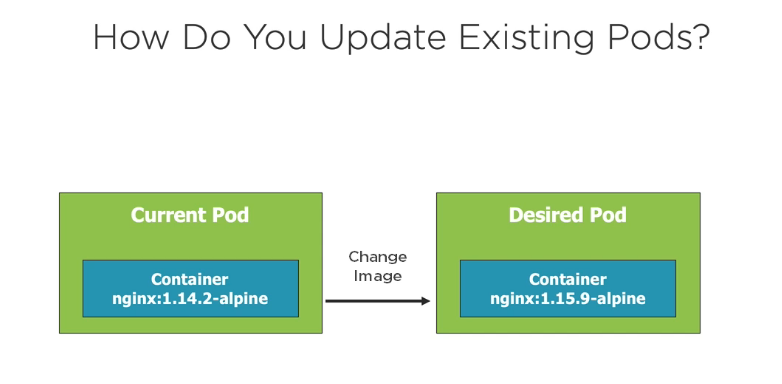 How Do You Update Existing Pods?
Current Pod
Container
nginx:1.14.2-alpine
Change
Image
Desired Pod
Container
nginx:1.15.9-alpine